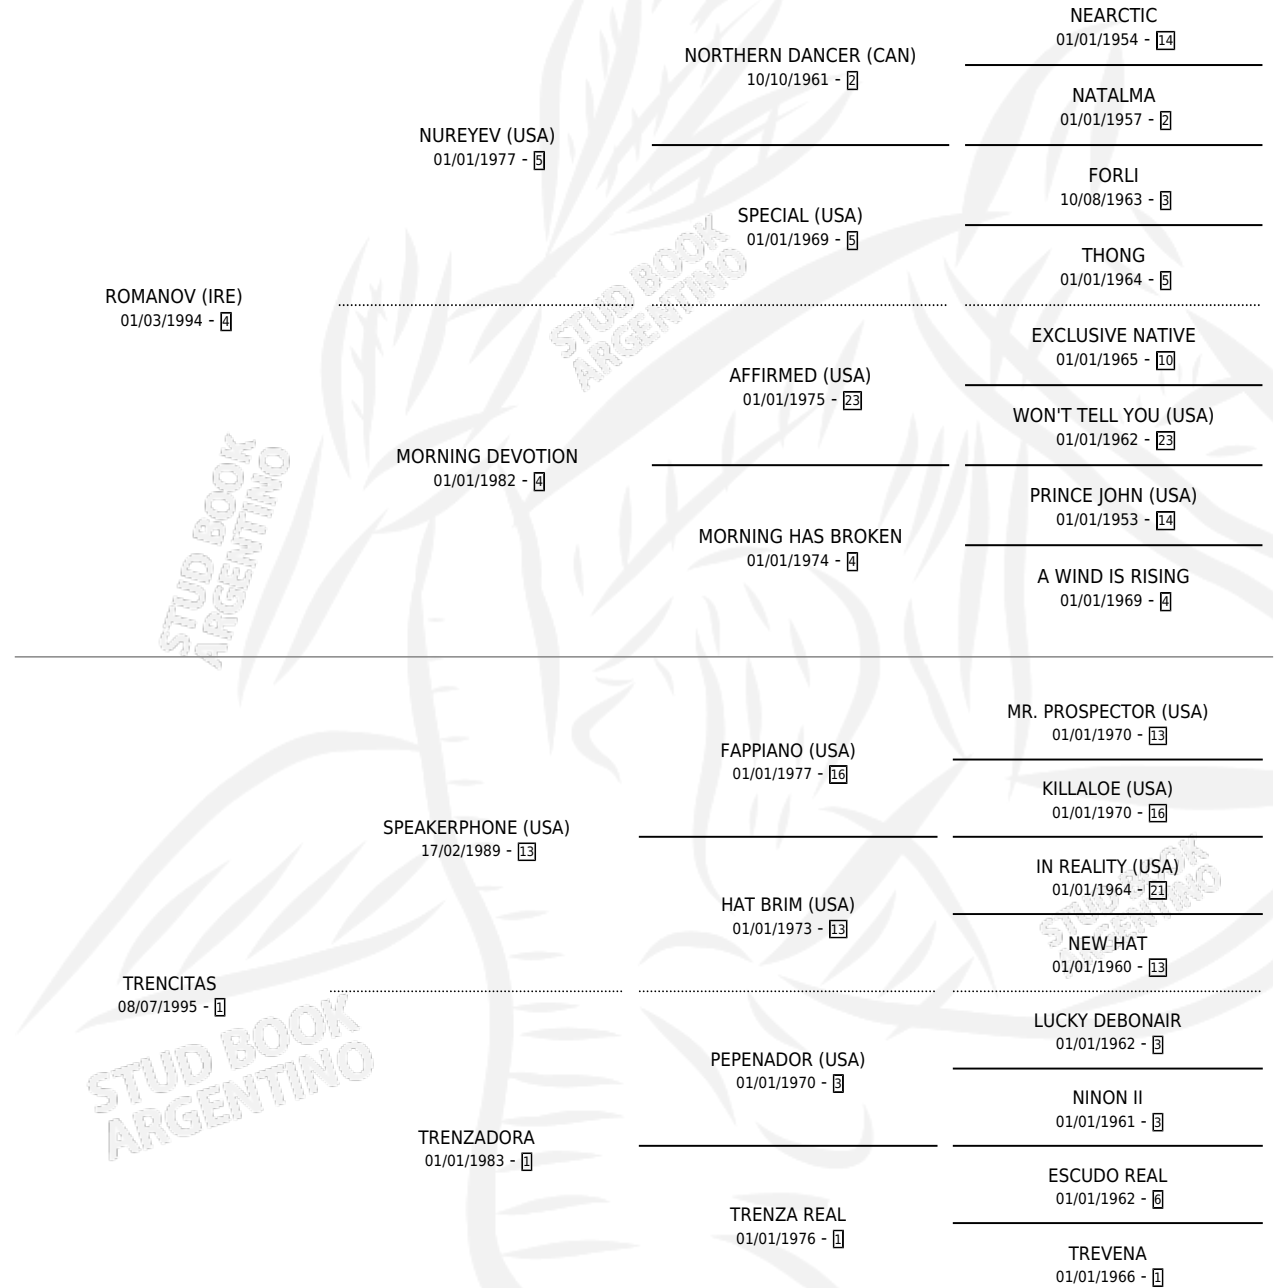 ROMANOV (IRE)
01/03/1994 - 4
NUREYEV (USA)
01/01/1977 - 5
MORNING DEVOTION
01/01/1982 - 4
NORTHERN DANCER (CAN)
10/10/1961 - 2
SPECIAL (USA)
01/01/1969 - 5
AFFIRMED (USA)
01/01/1975 - 23
MORNING HAS BROKEN
01/01/1974 - 4
NEARCTIC
01/01/1954 - 14
NATALMA
01/01/1957 - 2
FORLI
10/08/1963 - 3
THONG
01/01/1964 - 5
EXCLUSIVE NATIVE
01/01/1965 - 10
WON'T TELL YOU (USA)
01/01/1962 - 23
PRINCE JOHN (USA)
01/01/1953 - 14
A WIND IS RISING
01/01/1969 - 4
STUD BOOK
ARGENTINO
STUD BOOK
ARGENTINO
TRENCITAS
08/07/1995 - 1
SPEAKERPHONE (USA)
17/02/1989 - 13
TRENZADORA
01/01/1983 - 1
FAPPIANO (USA)
01/01/1977 - 16
HAT BRIM (USA)
01/01/1973 - 13
PEPENADOR (USA)
01/01/1970 - 3
TRENZA REAL
01/01/1976 - 1
MR. PROSPECTOR (USA)
01/01/1970 - 13
KILLALOE (USA)
01/01/1970 - 16
IN REALITY (USA)
01/01/1964 - 21
NEW HAT
01/01/1960 - 13
LUCKY DEBONAIR
01/01/1962 - 3
NINON II
01/01/1961 - 3
ESCUDO REAL
01/01/1962 - 6
TREVENA
01/01/1966 - 1
STUD BOOK
ARGENTINO
STUD BOOK
ARGENTINO